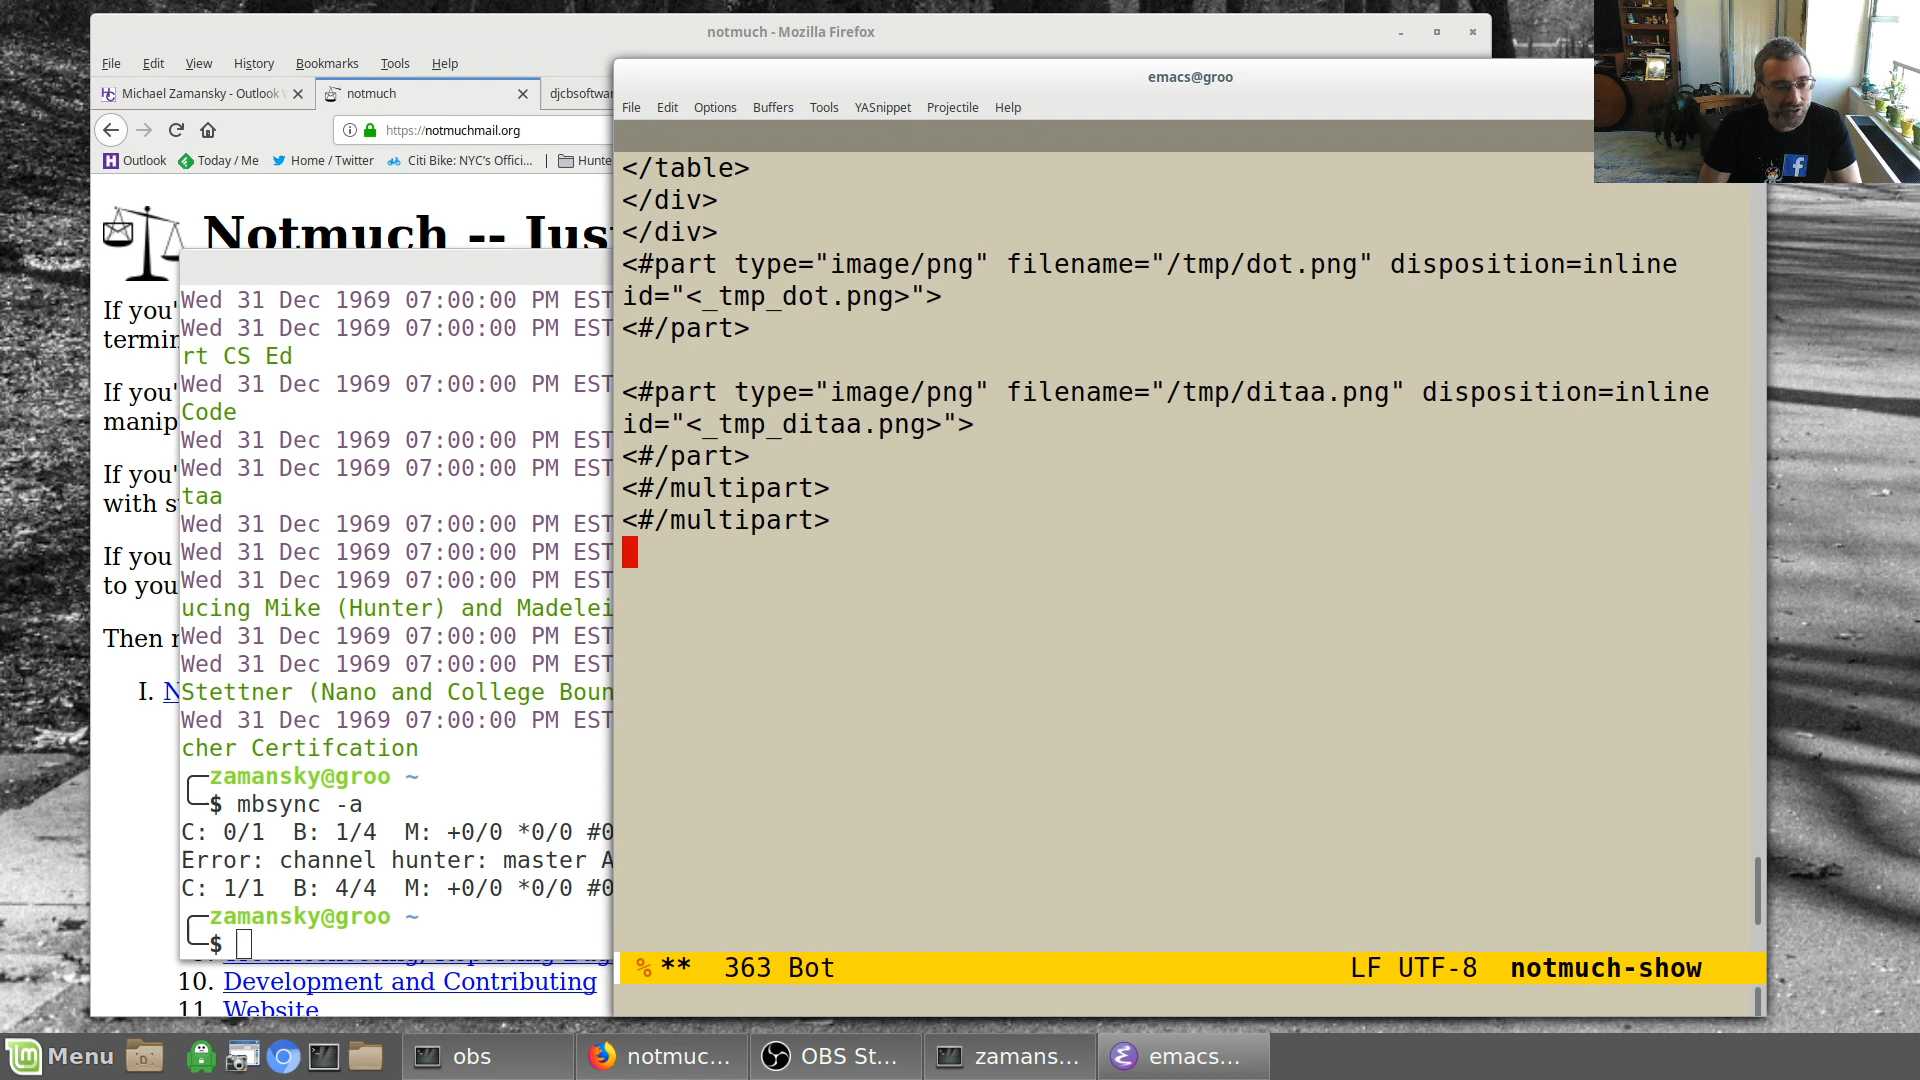 notmuch - Mozilla Firefox
File Edit View History Bookmarks Tools Help
Michael Zamansky - Outlook
notmuch
djcbsoftwar
https://notmuchmail.org
Outlook Today / Me Home / Twitter Citi Bike: NYC's Offici... Hunte
Notmuch -- Jus
If you'
termin
If you'
manip
If you'
with s
If you
to you
Then
I. N
10. Development and Contributing
11. Website
Wed 31 Dec 1969 07:00:00 PM EST
Wed 31 Dec 1969 07:00:00 PM EST
rt CS Ed
Wed 31 Dec 1969 07:00:00 PM EST
Code
Wed 31 Dec 1969 07:00:00 PM EST
Wed 31 Dec 1969 07:00:00 PM EST
taa
Wed 31 Dec 1969 07:00:00 PM EST
Wed 31 Dec 1969 07:00:00 PM EST
Wed 31 Dec 1969 07:00:00 PM EST
ucing Mike (Hunter) and Madelei
Wed 31 Dec 1969 07:00:00 PM EST
Wed 31 Dec 1969 07:00:00 PM EST
Stettner (Nano and College Boun
Wed 31 Dec 1969 07:00:00 PM EST
cher Certifcation
zamansky@groo ~
$ mbsync -a
C: 0/1 B: 1/4 M: +0/0 *0/0 #0
Error: channel hunter: master A
C: 1/1 B: 4/4 M: +0/0 *0/0 #0
zamansky@groo ~
$
emacs@groo
File Edit Options Buffers Tools YASnippet Projectile Help
</table>
</div>
</div>
<#part type="image/png" filename="/tmp/dot.png" disposition=inline
id="<_tmp_dot.png>">
<#/part>
<#part type="image/png" filename="/tmp/ditaa.png" disposition=inline
id="<_tmp_ditaa.png>">
<#/part>
<#/multipart>
<#/multipart>
% ** 363 Bot LF UTF-8 notmuch-show
Menu obs notmuc... OBS St... zamans... emacs...